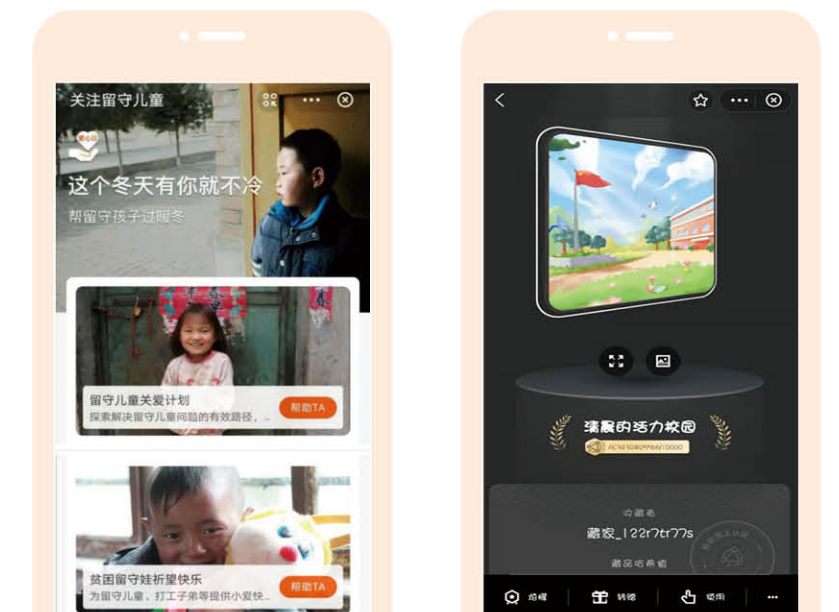 关注留守儿童
爱心包
这个冬天有你就不冷
帮留守孩子过暖冬
留守儿童关爱计划
探索解决留守儿童问题的有效路径，...
帮助TA
贫困留守娃祈望快乐
为留守儿童、打工子弟等提供小爱快...
帮助TA
清晨的活力校园
收藏者
藏家_122r7tr77s
藏品哈希值
转赠